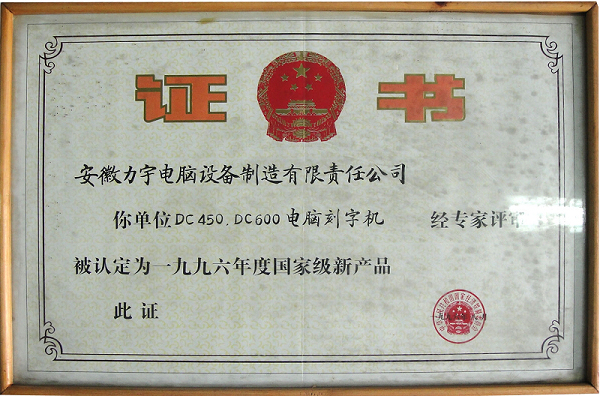 证书
安徽力宇电脑设备制造有限责任公司
你单位DC450.DC600电脑刻字机 经专家评审
被认定为一九九六年度国家级新产品
此证